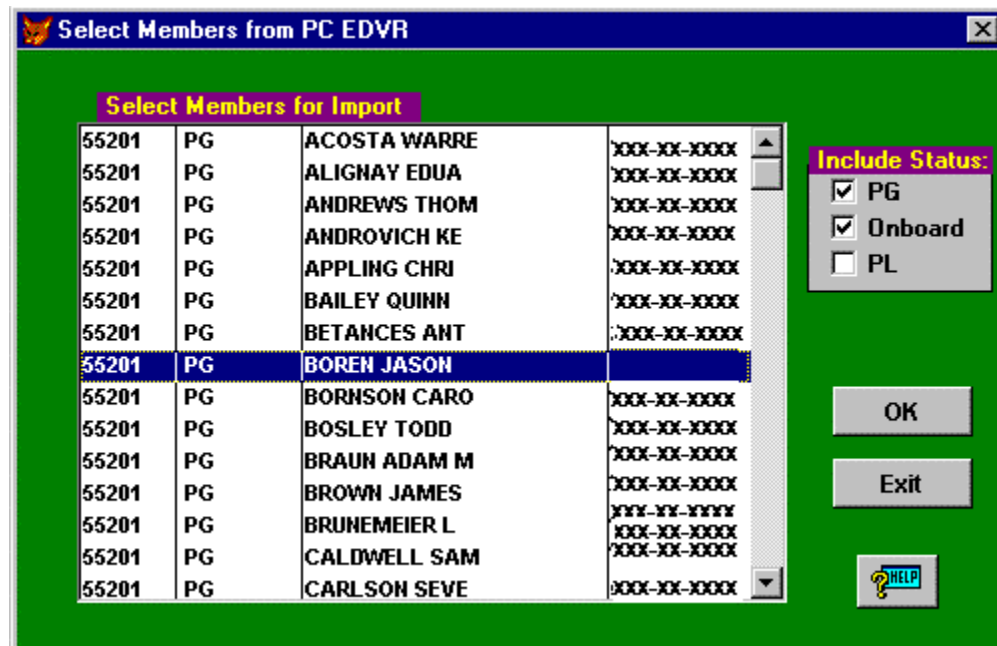 Select Members from PC EDVR
Select Members for Import
55201 PG ACOSTA WARRE XXX-XX-XXXX
55201 PG ALIGNAY EDUA XXX-XX-XXXX
55201 PG ANDREWS THOM XXX-XX-XXXX
55201 PG ANDROVICH KE XXX-XX-XXXX
55201 PG APPLING CHRI XXX-XX-XXXX
55201 PG BAILEY QUINN XXX-XX-XXXX
55201 PG BETANCES ANT XXX-XX-XXXX
55201 PG BOREN JASON
55201 PG BORNSON CARO XXX-XX-XXXX
55201 PG BOSLEY TODD XXX-XX-XXXX
55201 PG BRAUN ADAM M XXX-XX-XXXX
55201 PG BROWN JAMES XXX-XX-XXXX
XXX-XX-XXXX
55201 PG BRUNEMEIER L XXX-XX-XXXX
55201 PG CALDWELL SAM XXX-XX-XXXX
55201 PG CARLSON SEVE XXX-XX-XXXX
Include Status:
PG
Onboard
PL
OK
Exit
HELP